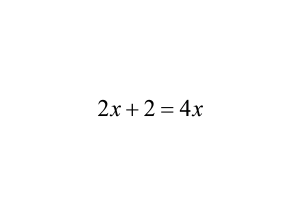 2x + 2 = 4x